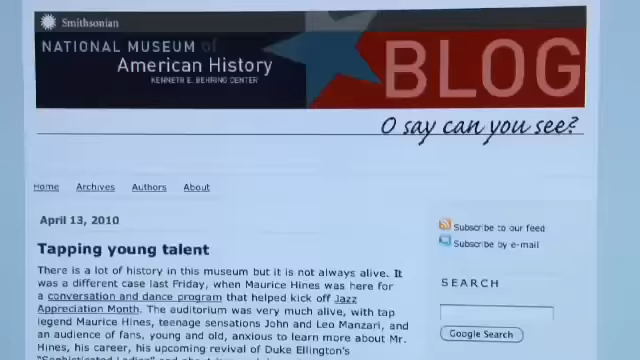 Smithsonian
NATIONAL MUSEUM of
American History
KENNETH E. BEHRING CENTER
BLOG
O say can you see?
Home Archives Authors About
April 13, 2010
Subscribe to our feed
Subscribe by e-mail
Tapping young talent
There is a lot of history in this museum but it is not always alive. It
was a different case last Friday, when Maurice Hines was here for
a conversation and dance program that helped kick off Jazz
Appreciation Month. The auditorium was very much alive, with tap
legend Maurice Hines, teenage sensations John and Leo Manzari, and
an audience of fans, young and old, anxious to learn more about Mr.
Hines, his career, his upcoming revival of Duke Ellington's
"Sophisticated Ladies"
SEARCH
Google Search